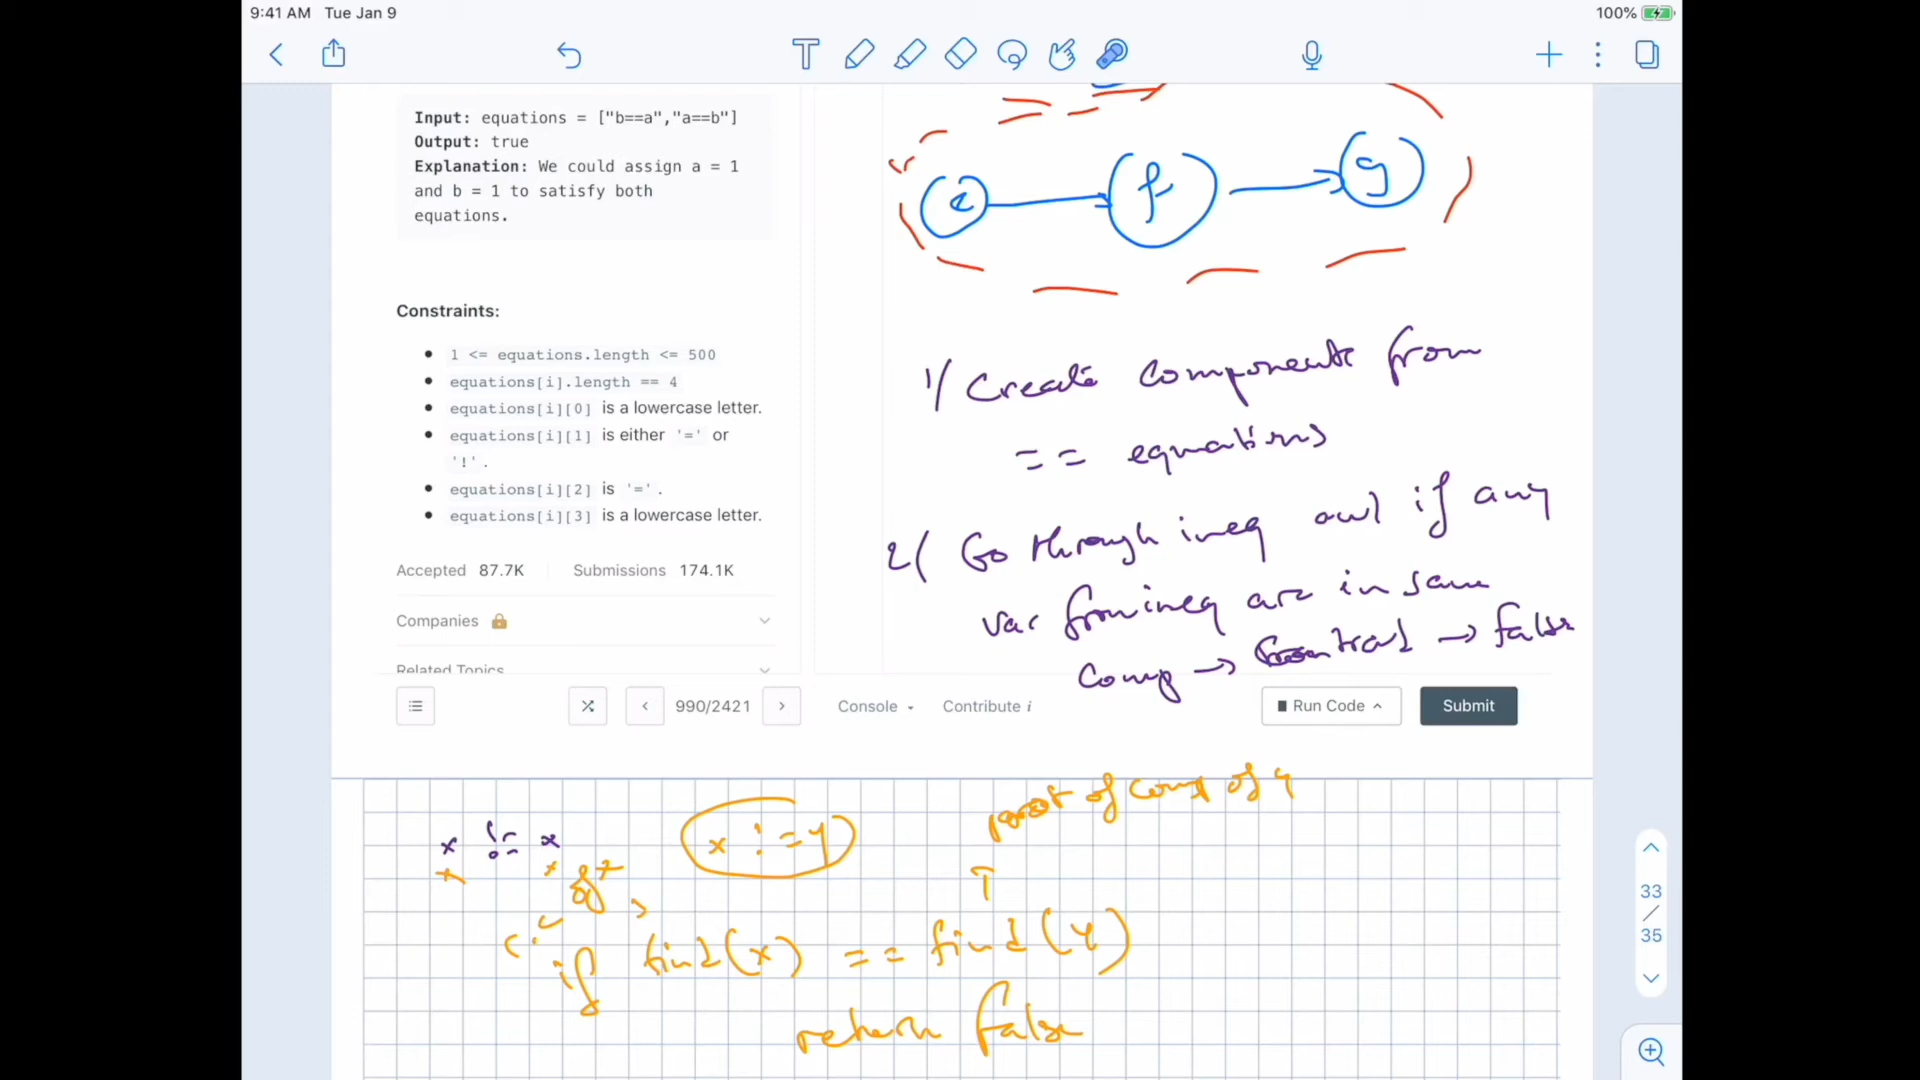 9:41 AM Tue Jan 9
100%
Input: equations = ["b==a","a==b"]
Output: true
Explanation: We could assign a = 1
and b = 1 to satisfy both
equations.
f
g
Constraints:
1 <= equations.length <= 500
equations[i].length == 4
equations[i][0] is a lowercase letter.
equations[i][1] is either '=' or
'!'.
equations[i][2] is '='.
equations[i][3] is a lowercase letter.
Accepted 87.7K Submissions 174.1K
Companies
Related Topics
1/ Create components from
== equations
2( Go through ineq and if any
var from ineq are in same
comp → contrad → false
990/2421
Console
Contribute i
Run Code
Submit
of comp of y
x != x
x != y
of x
if find(x) == find(y)
return false
33
/
35